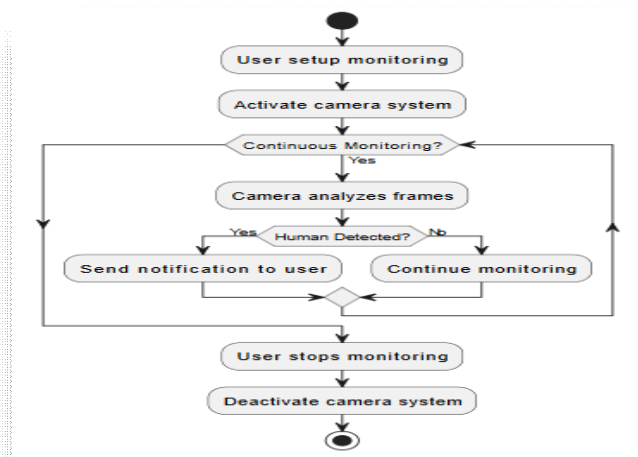 User setup monitoring
Activate camera system
Continuous Monitoring?
Yes
Camera analyzes frames
Yes
Human Detected?
No
Send notification to user
Continue monitoring
User stops monitoring
Deactivate camera system